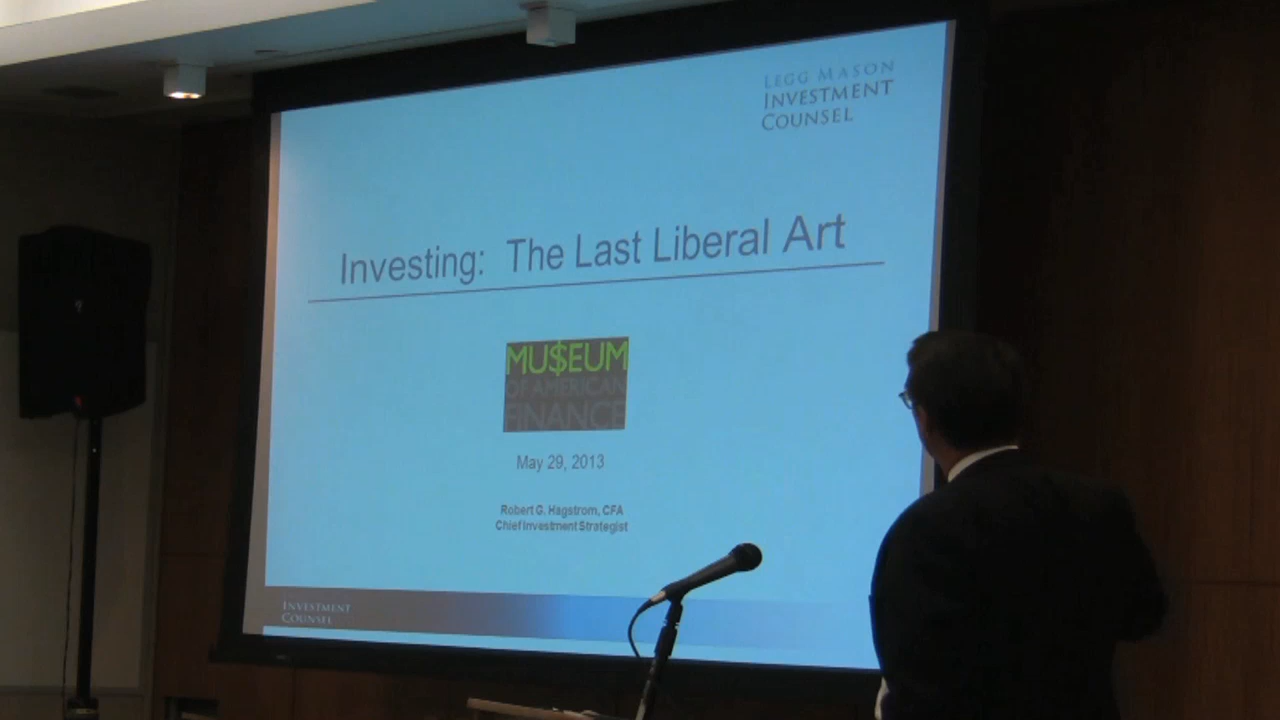 LEGG MASON
INVESTMENT
COUNSEL
Investing: The Last Liberal Art
MU$EUM
OF AMERICAN
FINANCE
May 29, 2013
Robert G. Hagstrom, CFA
Chief Investment Strategist
INVESTMENT
COUNSEL